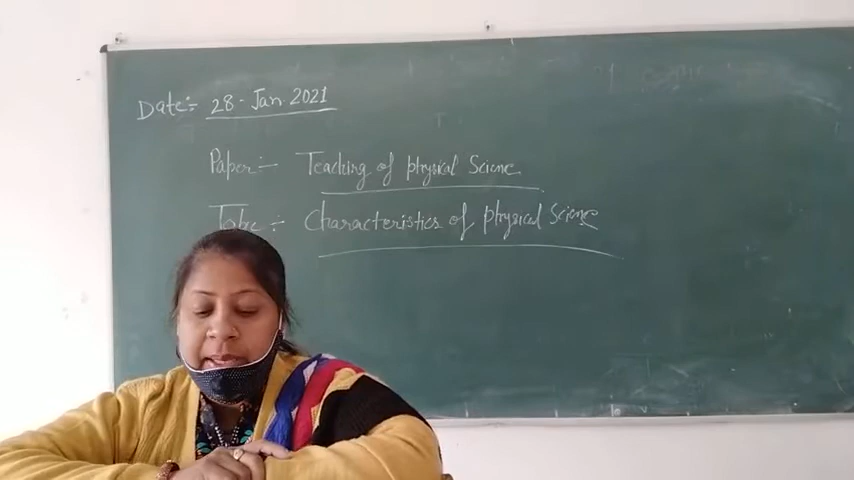 Date:- 28-Jan 2021
Paper:- Teaching of physical Science
Topic:- Characteristics of physical Science